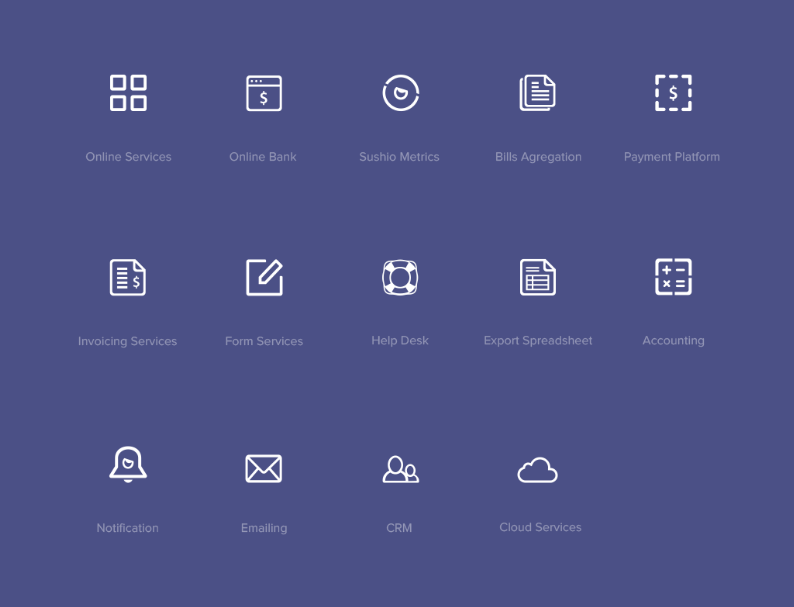 $
$
Online Services
Online Bank
Sushio Metrics
Bills Agregation
Payment Platform
$
Invoicing Services
Form Services
Help Desk
Export Spreadsheet
Accounting
Notification
Emailing
CRM
Cloud Services